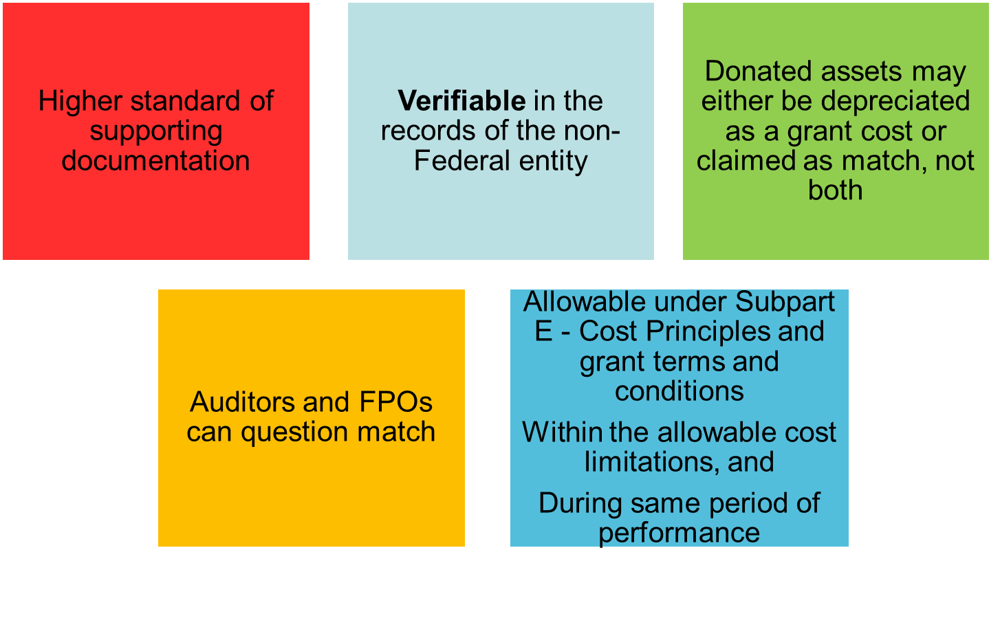 Higher standard of
supporting
documentation
Verifiable in the
records of the non-
Federal entity
Donated assets may
either be depreciated
as a grant cost or
claimed as match, not
both
Auditors and FPOs
can question match
Allowable under Subpart
E - Cost Principles and
grant terms and
conditions
Within the allowable cost
limitations, and
During same period of
performance